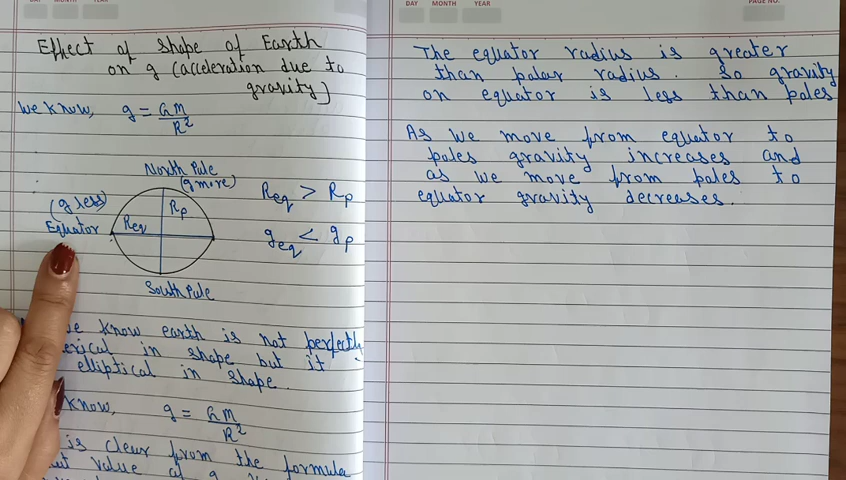 DAY MONTH YEAR
Effect of shape of Earth
on g (acceleration due to
gravity]
We know, g = Gm
R²
North Pole
(g more)
(g less)
Equator
Req
Rp
Req > Rp
geq < gp
South Pole
know earth is not perfectly
in shape but it
elliptical in shape.
know, g = Gm
R²
is clear from the formula
value of g
DAY MONTH YEAR
PAGE NO.
The equator radius is greater
than polar radius. So gravity
on equator is less than poles
As we move from equator to
poles gravity increases and
as we move from poles to
equator gravity decreases.